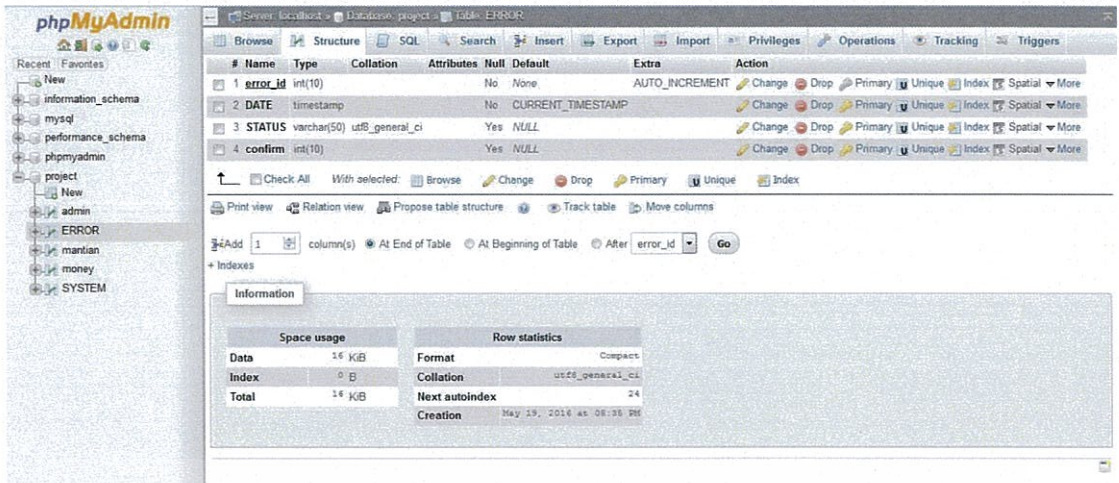 phpMyAdmin
Recent Favorites
New
information_schema
mysql
performance_schema
phpmyadmin
project
New
admin
ERROR
mantian
money
SYSTEM
Server: localhost » Database: project » Table: ERROR
Browse Structure SQL Search Insert Export Import Privileges Operations Tracking Triggers
# Name Type Collation Attributes Null Default Extra Action
1 error_id int(10) No None AUTO_INCREMENT Change Drop Primary Unique Index Spatial More
2 DATE timestamp No CURRENT_TIMESTAMP Change Drop Primary Unique Index Spatial More
3 STATUS varchar(50) utf8_general_ci Yes NULL Change Drop Primary Unique Index Spatial More
4 confirm int(10) Yes NULL Change Drop Primary Unique Index Spatial More
Check All With selected: Browse Change Drop Primary Unique Index
Print view Relation view Propose table structure Track table Move columns
Add 1 column(s) At End of Table At Beginning of Table After error_id Go
+ Indexes
Information
Space usage
Data 16 KiB
Index 0 B
Total 16 KiB
Row statistics
Format Compact
Collation utf8_general_ci
Next autoindex 24
Creation May 19, 2016 at 08:35 PM